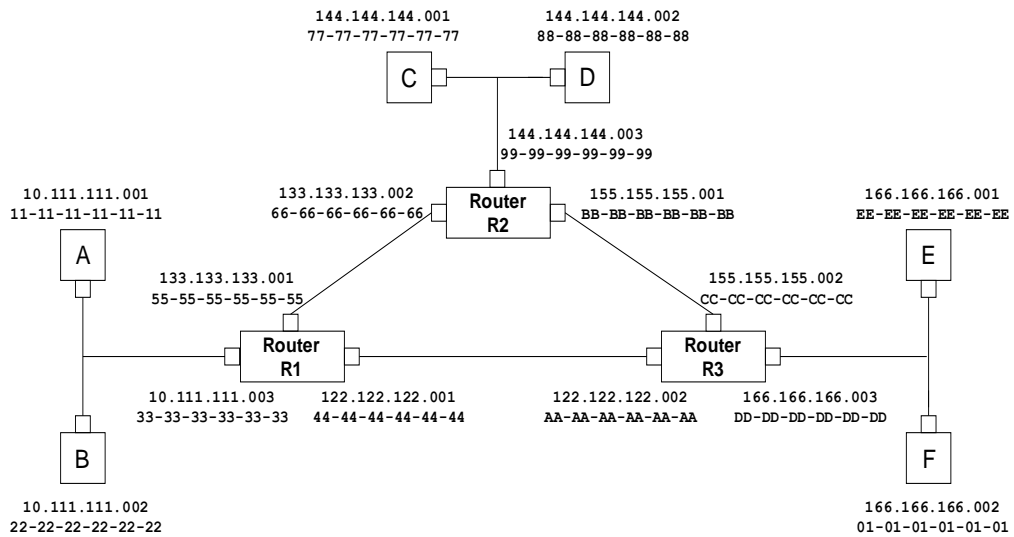 144.144.144.001
77-77-77-77-77-77
144.144.144.002
88-88-88-88-88-88
C
D
144.144.144.003
99-99-99-99-99-99
10.111.111.001
11-11-11-11-11-11
133.133.133.002
66-66-66-66-66-66
Router
R2
155.155.155.001
BB-BB-BB-BB-BB-BB
166.166.166.001
EE-EE-EE-EE-EE-EE
A
E
133.133.133.001
55-55-55-55-55-55
155.155.155.002
CC-CC-CC-CC-CC-CC
Router
R1
Router
R3
10.111.111.003
33-33-33-33-33-33
122.122.122.001
44-44-44-44-44-44
122.122.122.002
AA-AA-AA-AA-AA-AA
166.166.166.003
DD-DD-DD-DD-DD-DD
B
F
10.111.111.002
22-22-22-22-22-22
166.166.166.002
01-01-01-01-01-01